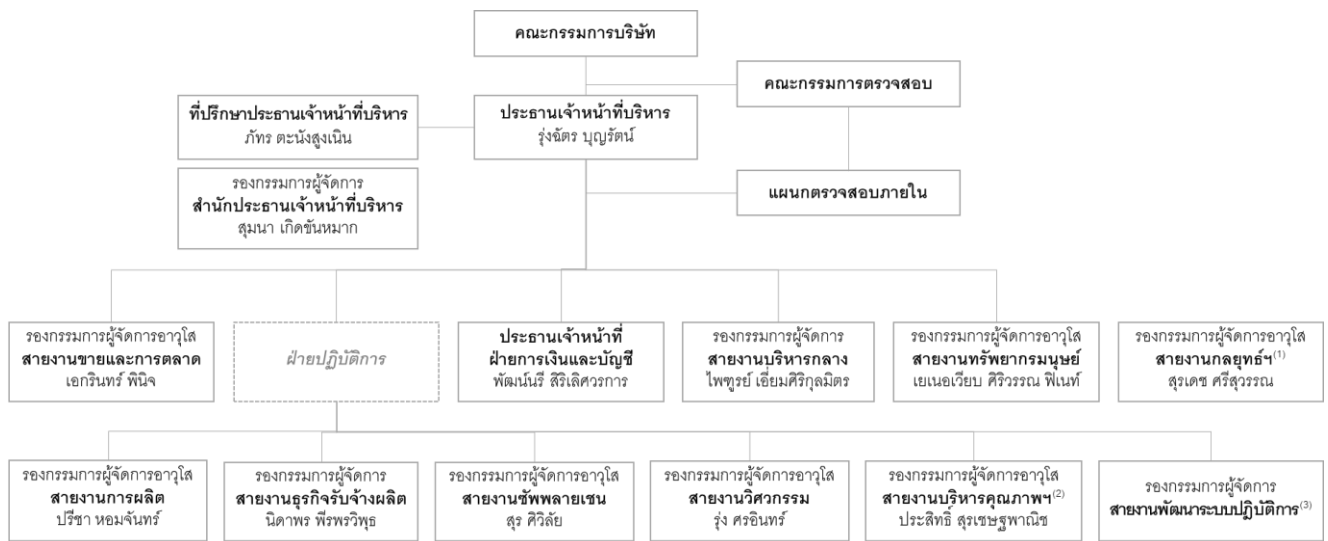 คณะกรรมการบริษัท
คณะกรรมการตรวจสอบ
ที่ปรึกษาประธานเจ้าหน้าที่บริหาร
ภัทร ตะนังสูงเนิน
ประธานเจ้าหน้าที่บริหาร
รุ่งฉัตร บุญรัตน์
รองกรรมการผู้จัดการ
สำนักประธานเจ้าหน้าที่บริหาร
สุมนา เกิดขันหมาก
แผนกตรวจสอบภายใน
รองกรรมการผู้จัดการอาวุโส
สายงานขายและการตลาด
เอกรินทร์ พินิจ
ฝ่ายปฏิบัติการ
ประธานเจ้าหน้าที่
ฝ่ายการเงินและบัญชี
พัฒน์นรี สิริเลิศวรการ
รองกรรมการผู้จัดการ
สายงานบริหารกลาง
ไพฑูรย์ เอี่ยมศิริกุลมิตร
รองกรรมการผู้จัดการอาวุโส
สายงานทรัพยากรมนุษย์
เยเนอเวียบ ศิริวรรณ ฟิเนท์
รองกรรมการผู้จัดการอาวุโส
สายงานกลยุทธ์ฯ(1)
สุรเดช ศรีสุวรรณ
รองกรรมการผู้จัดการอาวุโส
สายงานการผลิต
ปรีชา หอมจันทร์
รองกรรมการผู้จัดการ
สายงานธุรกิจรับจ้างผลิต
นิดาพร พีรพรวิพุธ
รองกรรมการผู้จัดการอาวุโส
สายงานซัพพลายเชน
สุร ศิวิลัย
รองกรรมการผู้จัดการอาวุโส
สายงานวิศวกรรม
รุ่ง ศรอินทร์
รองกรรมการผู้จัดการอาวุโส
สายงานบริหารคุณภาพฯ(2)
ประสิทธิ์ สุรเชษฐพาณิช
รองกรรมการผู้จัดการ
สายงานพัฒนาระบบปฏิบัติการ(3)